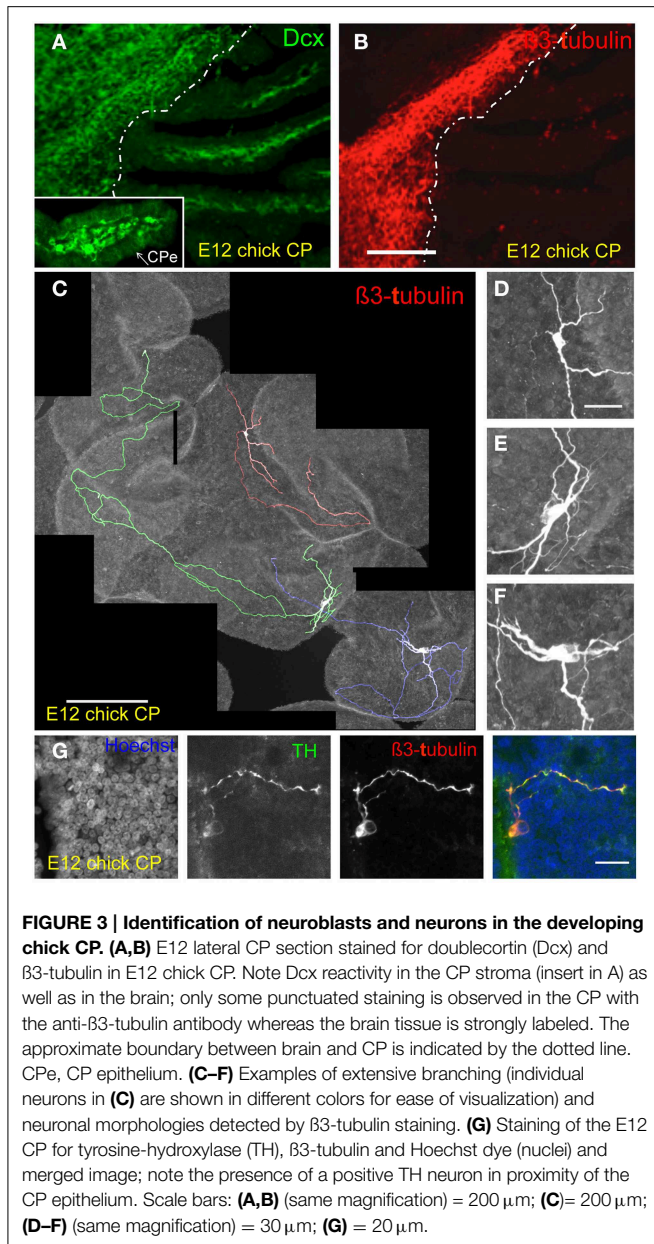 A
Dcx
B
ß3-tubulin
CPe
E12 chick CP
E12 chick CP
C
ß3-tubulin
D
E
F
E12 chick CP
G
Hoechst
TH
ß3-tubulin
E12 chick CP
FIGURE 3 | Identification of neuroblasts and neurons in the developing
chick CP. (A,B) E12 lateral CP section stained for doublecortin (Dcx) and
ß3-tubulin in E12 chick CP. Note Dcx reactivity in the CP stroma (insert in A) as
well as in the brain; only some punctuated staining is observed in the CP with
the anti-ß3-tubulin antibody whereas the brain tissue is strongly labeled. The
approximate boundary between brain and CP is indicated by the dotted line.
CPe, CP epithelium. (C–F) Examples of extensive branching (individual
neurons in (C) are shown in different colors for ease of visualization) and
neuronal morphologies detected by ß3-tubulin staining. (G) Staining of the E12
CP for tyrosine-hydroxylase (TH), ß3-tubulin and Hoechst dye (nuclei) and
merged image; note the presence of a positive TH neuron in proximity of the
CP epithelium. Scale bars: (A,B) (same magnification) = 200 µm; (C)= 200 µm;
(D–F) (same magnification) = 30 µm; (G) = 20 µm.